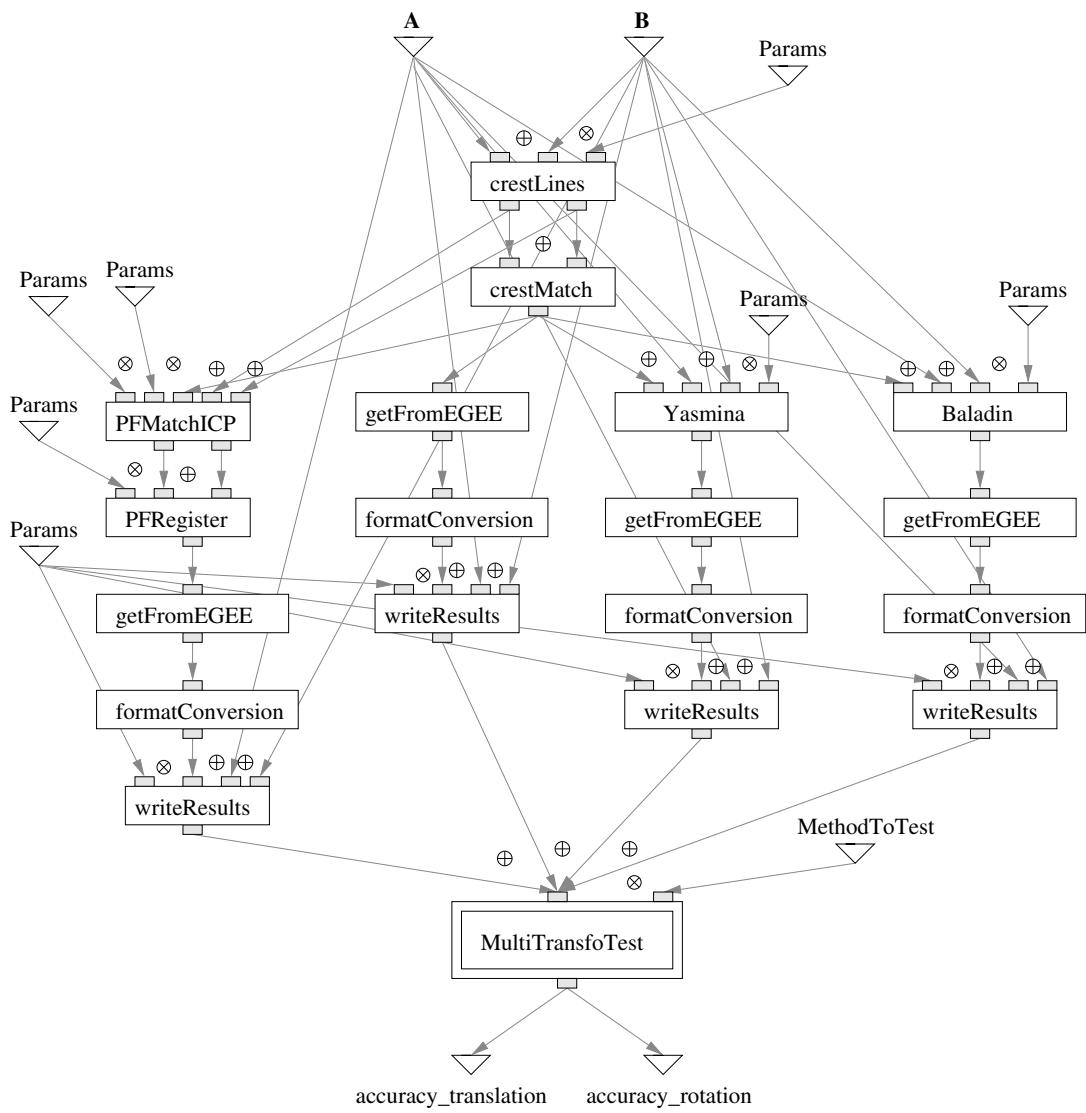 A
B
Params
crestLines
crestMatch
Params
Params
Params
Params
PFMatchICP
getFromEGEE
Yasmina
Baladin
Params
PFRegister
formatConversion
getFromEGEE
getFromEGEE
Params
getFromEGEE
writeResults
formatConversion
formatConversion
formatConversion
writeResults
writeResults
writeResults
MethodToTest
MultiTransfoTest
accuracy_translation
accuracy_rotation